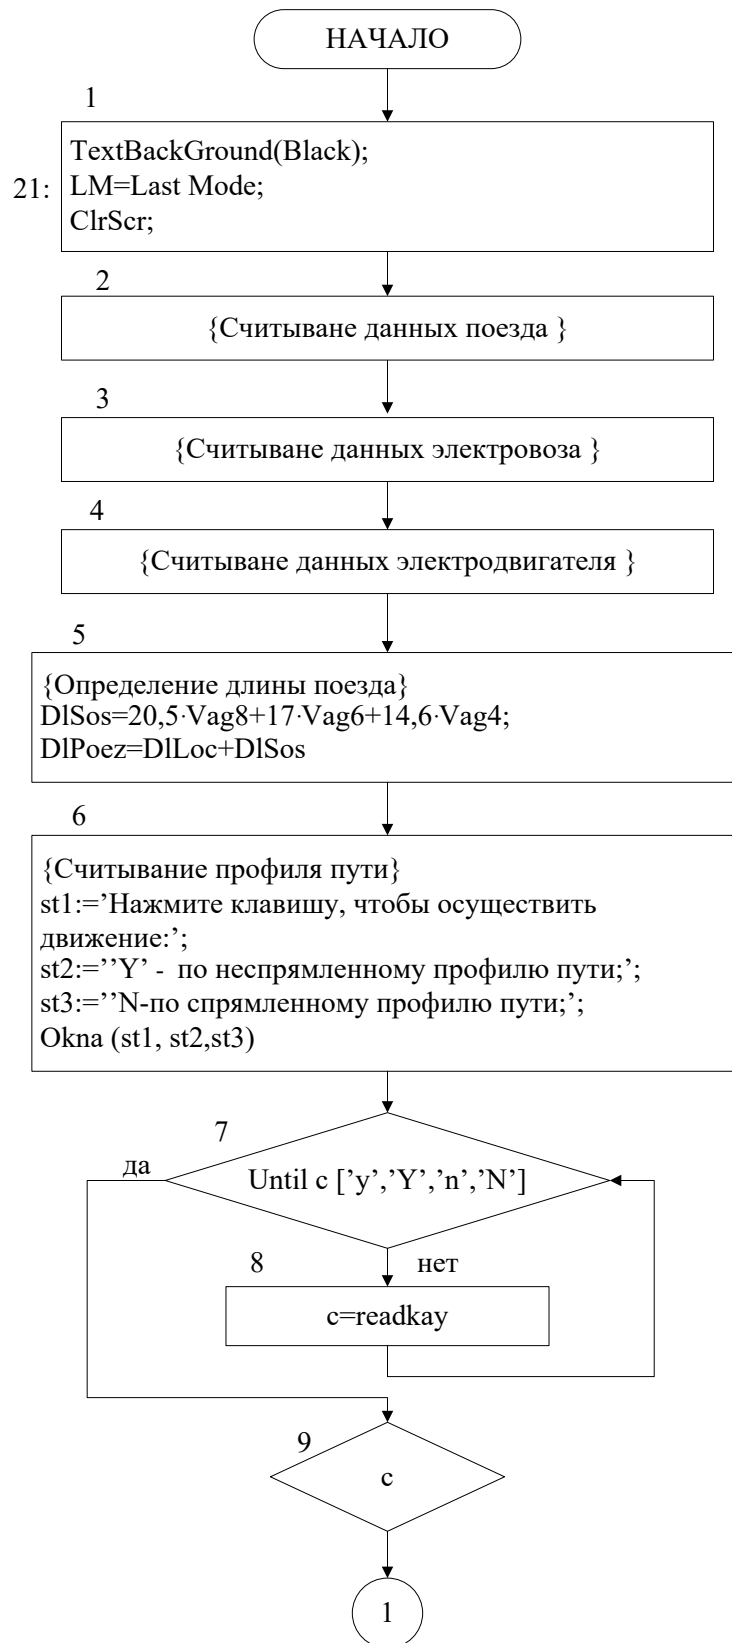 НАЧАЛО
1
21:
TextBackGround(Black);
LM=Last Mode;
ClrScr;
2
{Считыване данных поезда }
3
{Считыване данных электровоза }
4
{Считыване данных электродвигателя }
5
{Определение длины поезда}
DlSos=20,5·Vag8+17·Vag6+14,6·Vag4;
DlPoez=DlLoc+DlSos
6
{Считывание профиля пути}
st1:=’Нажмите клавишу, чтобы осуществить
движение:’;
st2:=’’Y’ - по неспрямленному профилю пути;’;
st3:=’’N-по спрямленному профилю пути;’;
Okna (st1, st2,st3)
7
да
Until c [’y’,’Y’,’n’,’N’]
8
нет
c=readkay
9
c
1